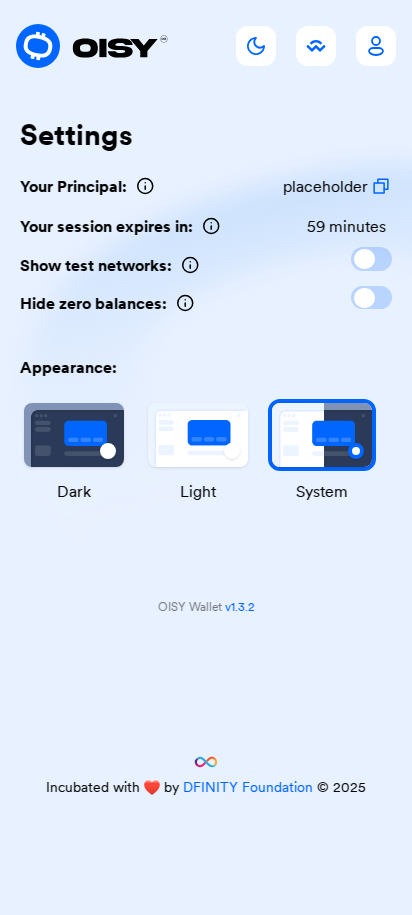 OISY
Settings
Your Principal: placeholder
Your session expires in: 59 minutes
Show test networks:
Hide zero balances:
Appearance:
Dark Light System
OISY Wallet v1.3.2
Incubated with ❤️ by DFINITY Foundation © 2025